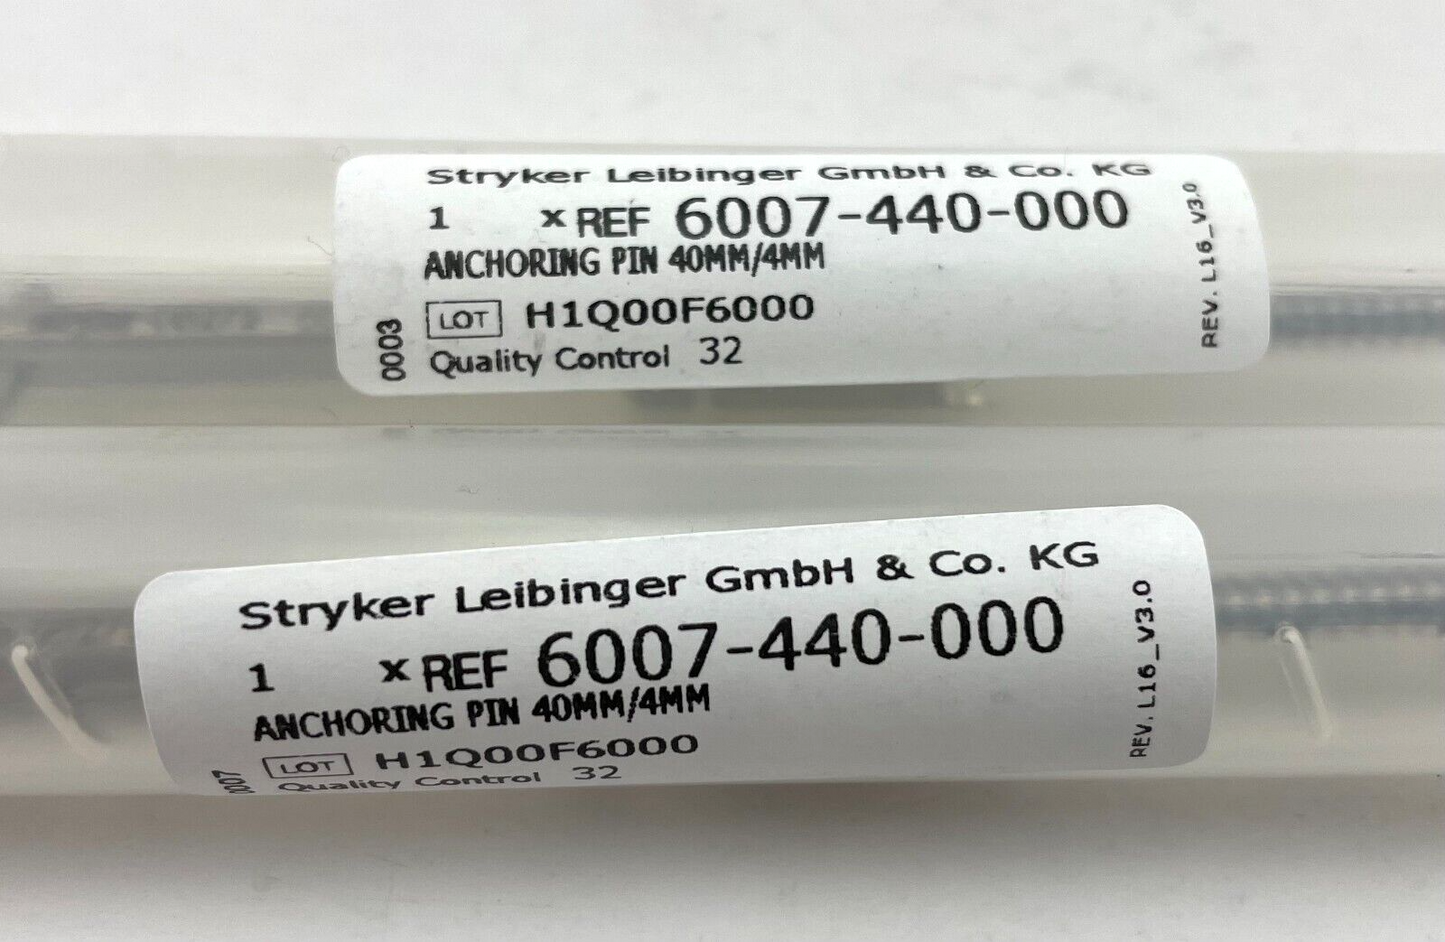 Stryker Leibinger GmbH & Co. KG
1 x REF 6007-440-000
ANCHORING PIN 40MM/4MM
LOT H1Q00F6000
Quality Control 32
0003
REV. L16_V3.0
Stryker Leibinger GmbH & Co. KG
1 x REF 6007-440-000
ANCHORING PIN 40MM/4MM
LOT H1Q00F6000
Quality Control 32
0007
REV. L16_V3.0